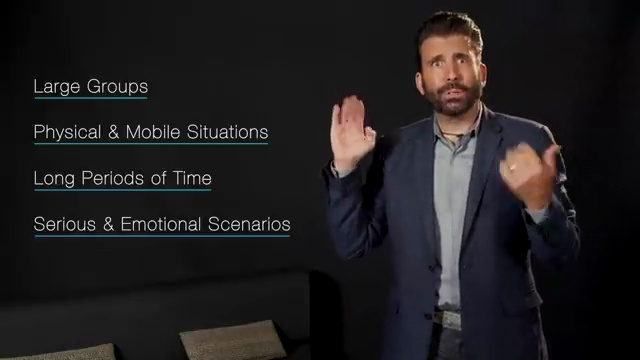 Large Groups
Physical & Mobile Situations
Long Periods of Time
Serious & Emotional Scenarios